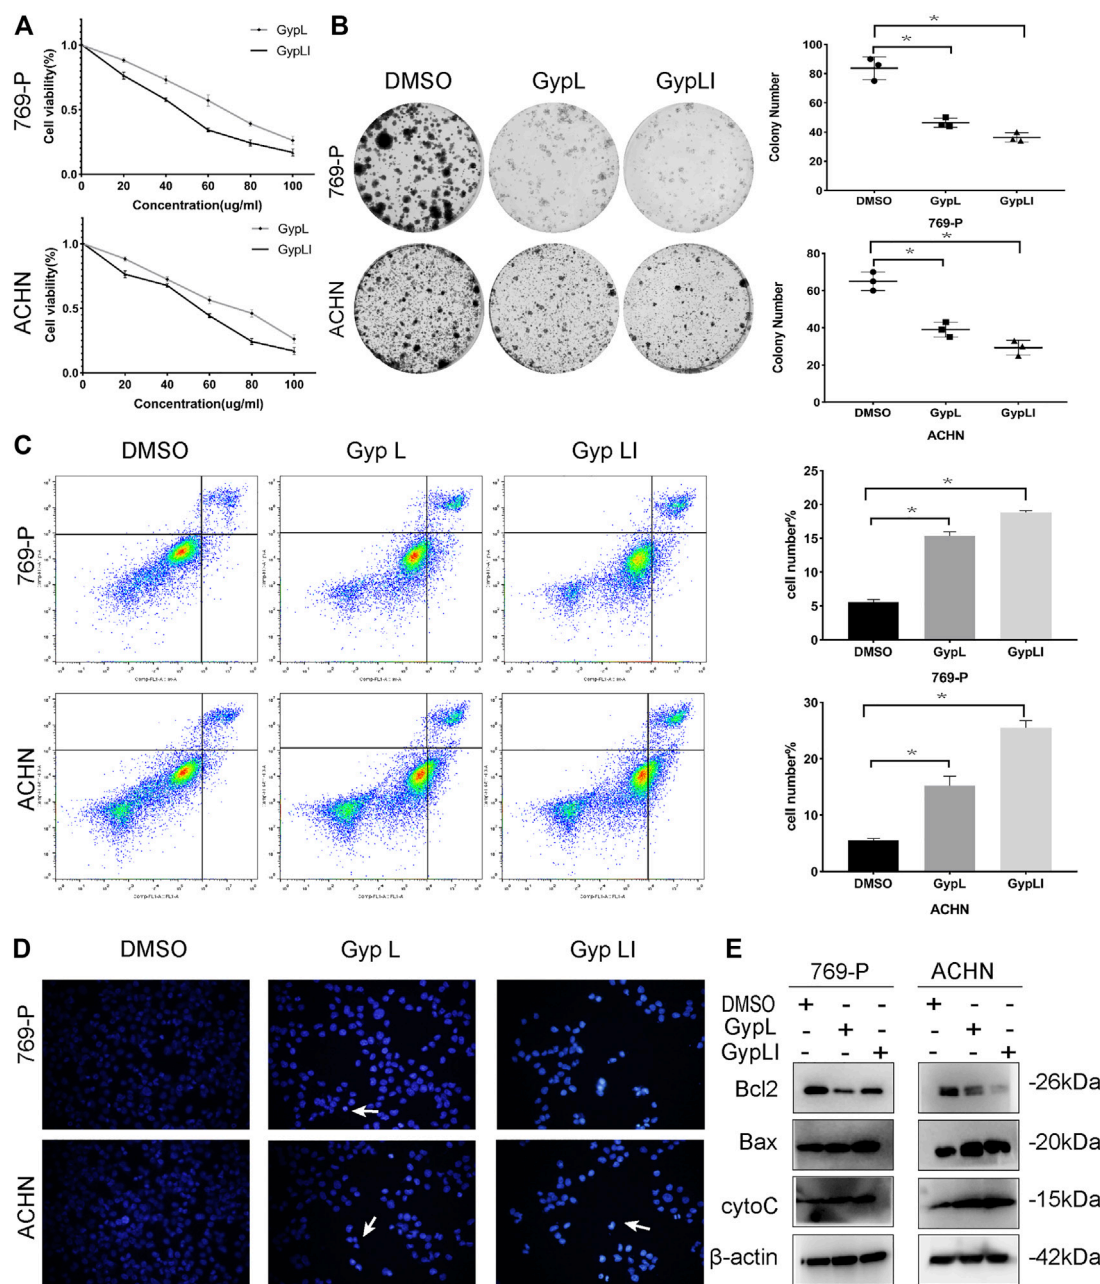 A
769-P
Cell viability(%)
1.0
0.5
1.0
0
20
40
60
80
100
Concentration(ug/ml)
GypL
GypLI
ACHN
Cell viability(%)
1.0
0.5
1.0
0
20
40
60
80
100
Concentration(ug/ml)
GypL
GypLI
B
DMSO
GypL
GypLI
769-P
ACHN
Colony Number
100
80
60
40
20
0
*
*
DMSO
GypL
GypLI
769-P
Colony Number
60
40
20
0
*
*
DMSO
GypL
GypLI
ACHN
C
DMSO
Gyp L
Gyp LI
769-P
ACHN
cell number%
25
20
15
10
5
0
*
*
DMSO
GypL
GypLI
769-P
cell number%
30
20
10
0
*
*
DMSO
GypL
GypLI
ACHN
D
DMSO
Gyp L
Gyp LI
769-P
ACHN
E
769-P ACHN
DMSO + - - + - -
GypL - + - - + -
GypLI - - + - - +
Bcl2 -26kDa
Bax -20kDa
cytoC -15kDa
β-actin -42kDa